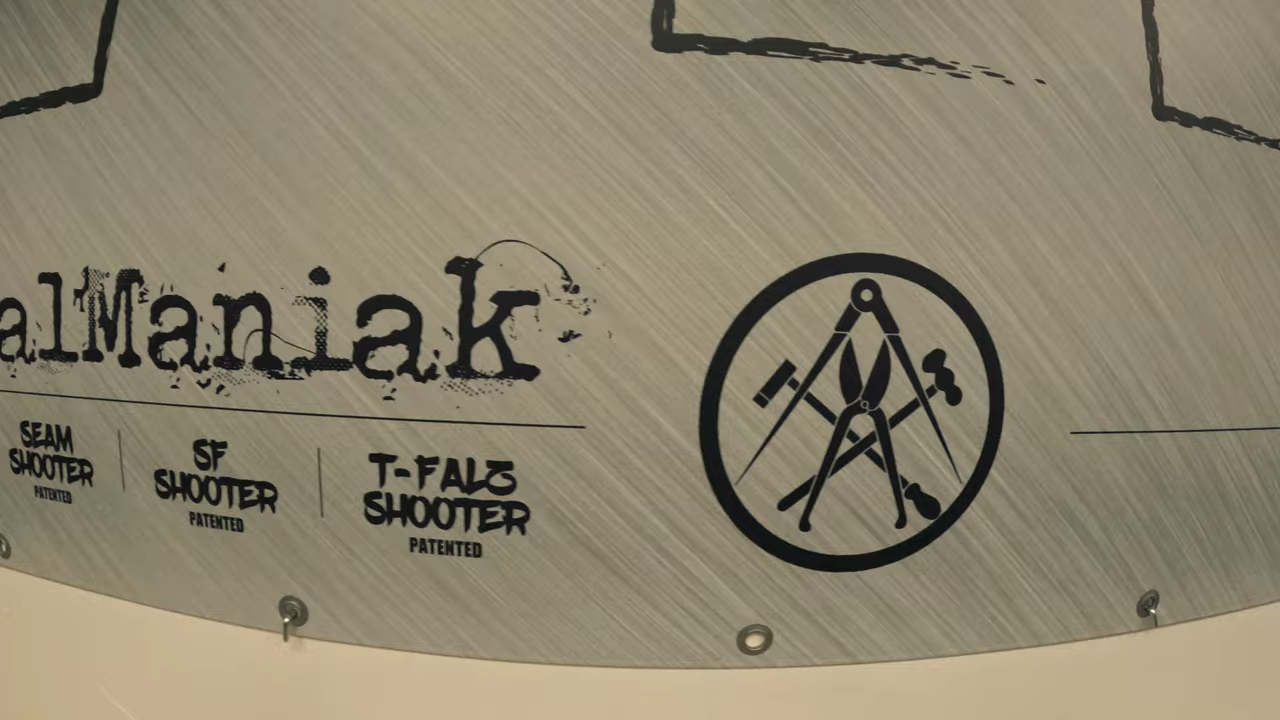 alManiak
SEAM
SHOOTER
PATENTED
SF
SHOOTER
PATENTED
T-FALZ
SHOOTER
PATENTED